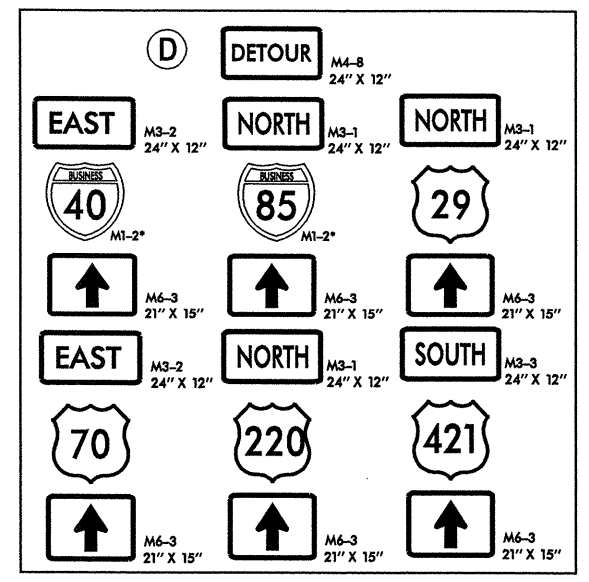 D
DETOUR
M4-8
24" X 12"
EAST
M3-2
24" X 12"
NORTH
M3-1
24" X 12"
NORTH
M3-1
24" X 12"
BUSINESS
40
M1-2*
BUSINESS
85
M1-2*
29
M6-3
21" X 15"
M6-3
21" X 15"
M6-3
21" X 15"
EAST
M3-2
24" X 12"
NORTH
M3-1
24" X 12"
SOUTH
M3-3
24" X 12"
70
220
421
M6-3
21" X 15"
M6-3
21" X 15"
M6-3
21" X 15"